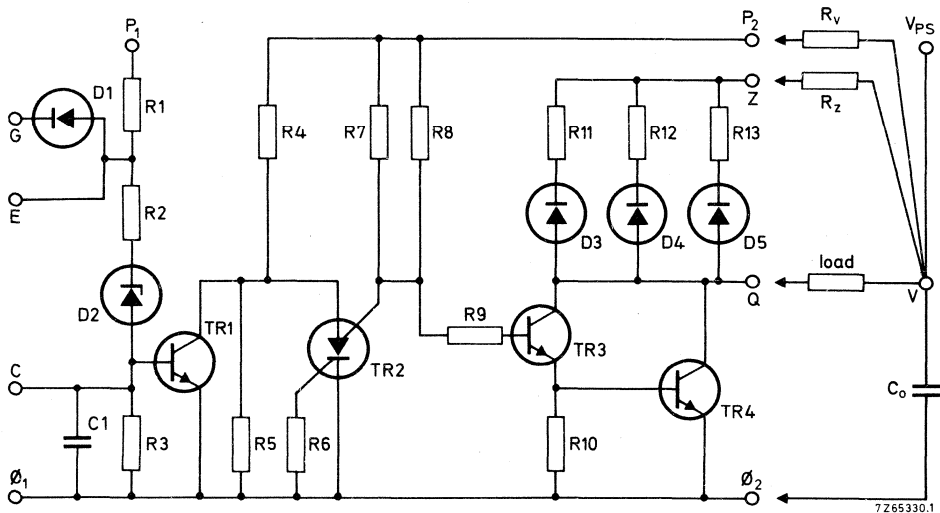 P1
D1
G
R1
E
R2
D2
C
C1
R3
TR1
Ø1
R4
R5
R6
R7
R8
TR2
R9
TR3
R10
R11
R12
R13
D3
D4
D5
TR4
P2
Z
Q
Ø2
Rv
Rz
load
VPS
V
Co
7Z65330.1